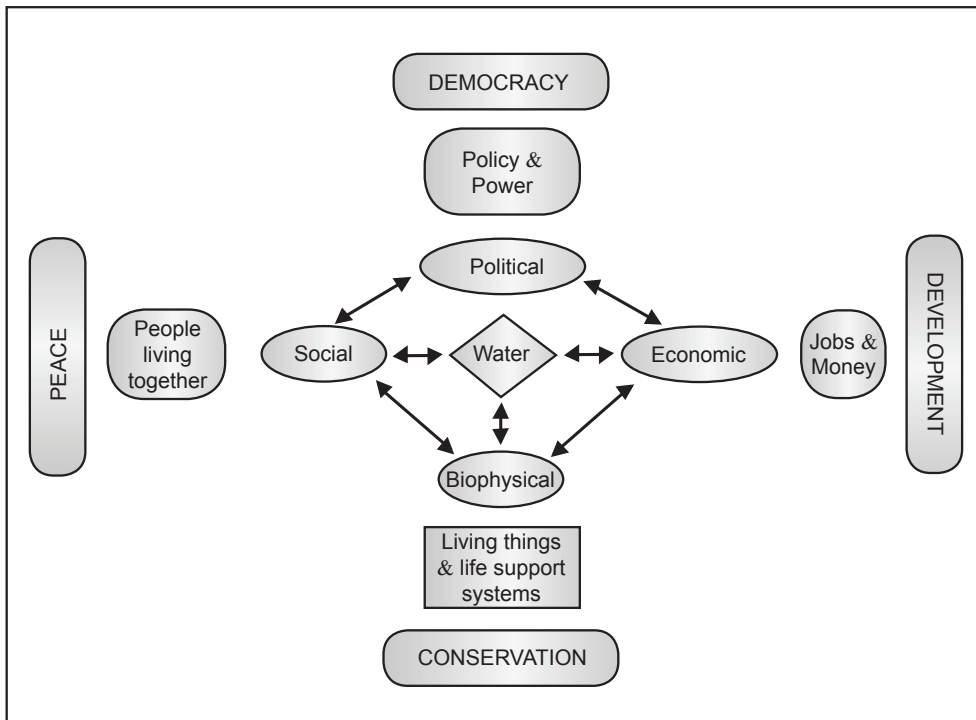 DEMOCRACY
Policy &
Power
Political
PEACE
People
living
together
Social
Water
Economic
Jobs &
Money
DEVELOPMENT
Biophysical
Living things
& life support
systems
CONSERVATION